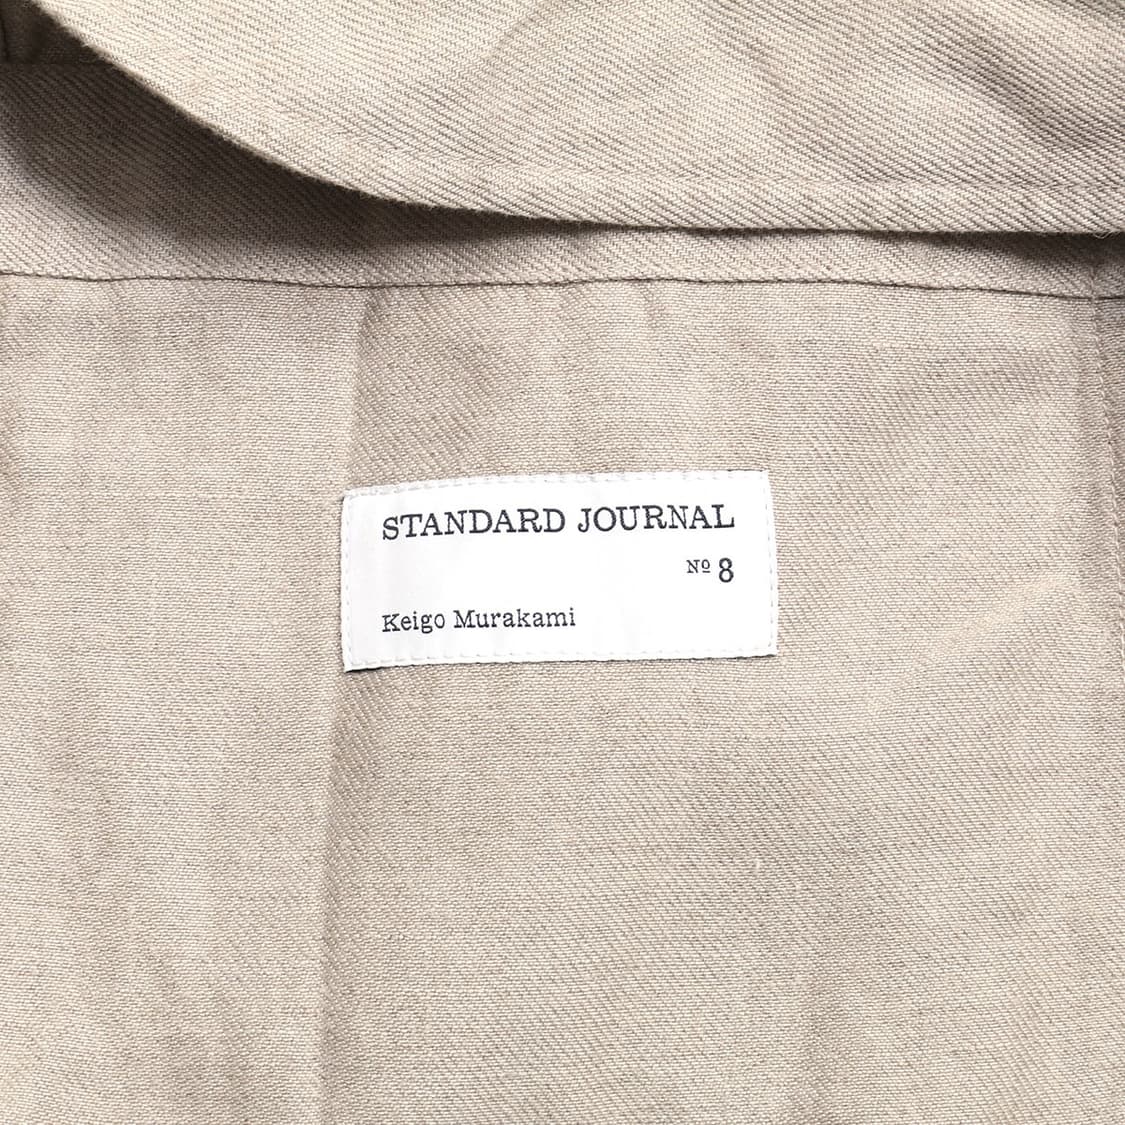 STANDARD JOURNAL
Nº 8
Keigo Murakami